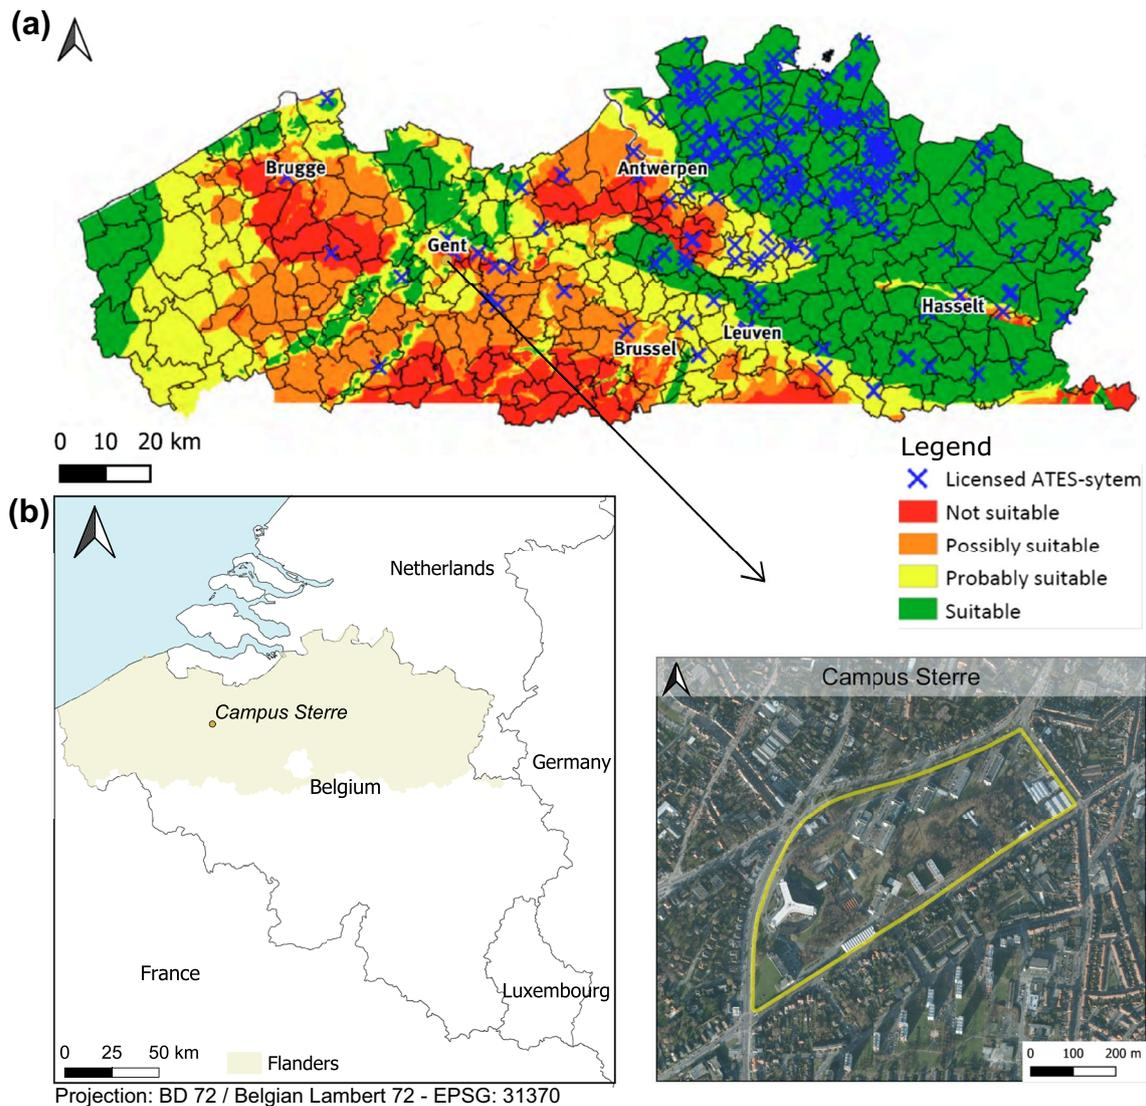 (a)
Brugge
Antwerpen
Gent
Hasselt
Leuven
Brussel
0 10 20 km
Legend
Licensed ATES-sytem
Not suitable
Possibly suitable
Probably suitable
Suitable
(b)
Netherlands
Campus Sterre
Germany
Belgium
France
Luxembourg
0 25 50 km
Flanders
Projection: BD 72 / Belgian Lambert 72 - EPSG: 31370
Campus Sterre
0 100 200 m